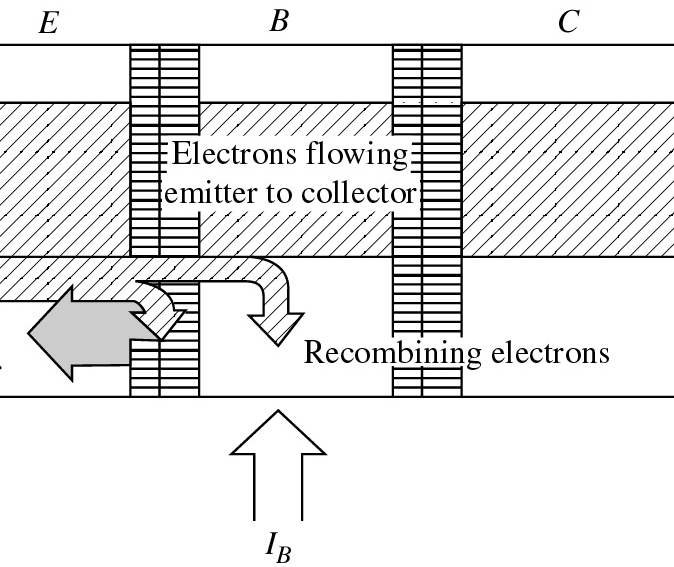 E B C
Electrons flowing
emitter to collector
Recombining electrons
I_B